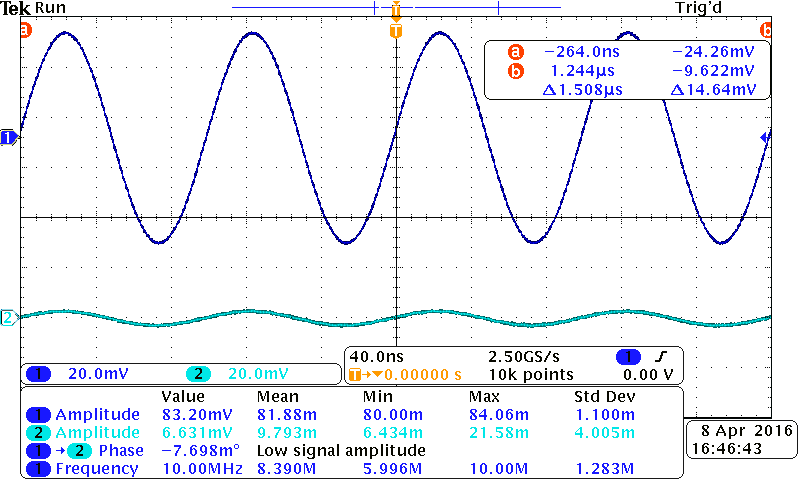 Tek Run Trig'd
a b
T
T
a −264.0ns −24.26mV
b 1.244µs −9.622mV
Δ1.508µs Δ14.64mV
1
2
1 20.0mV 2 20.0mV
40.0ns 2.50GS/s 1
T→▼0.00000 s 10k points 0.00 V
Value Mean Min Max Std Dev
1 Amplitude 83.20mV 81.88m 80.00m 84.06m 1.100m
2 Amplitude 6.631mV 9.793m 6.434m 21.58m 4.005m
1 → 2 Phase −7.698m° Low signal amplitude
1 Frequency 10.00MHz 8.390M 5.996M 10.00M 1.283M
8 Apr 2016
16:46:43